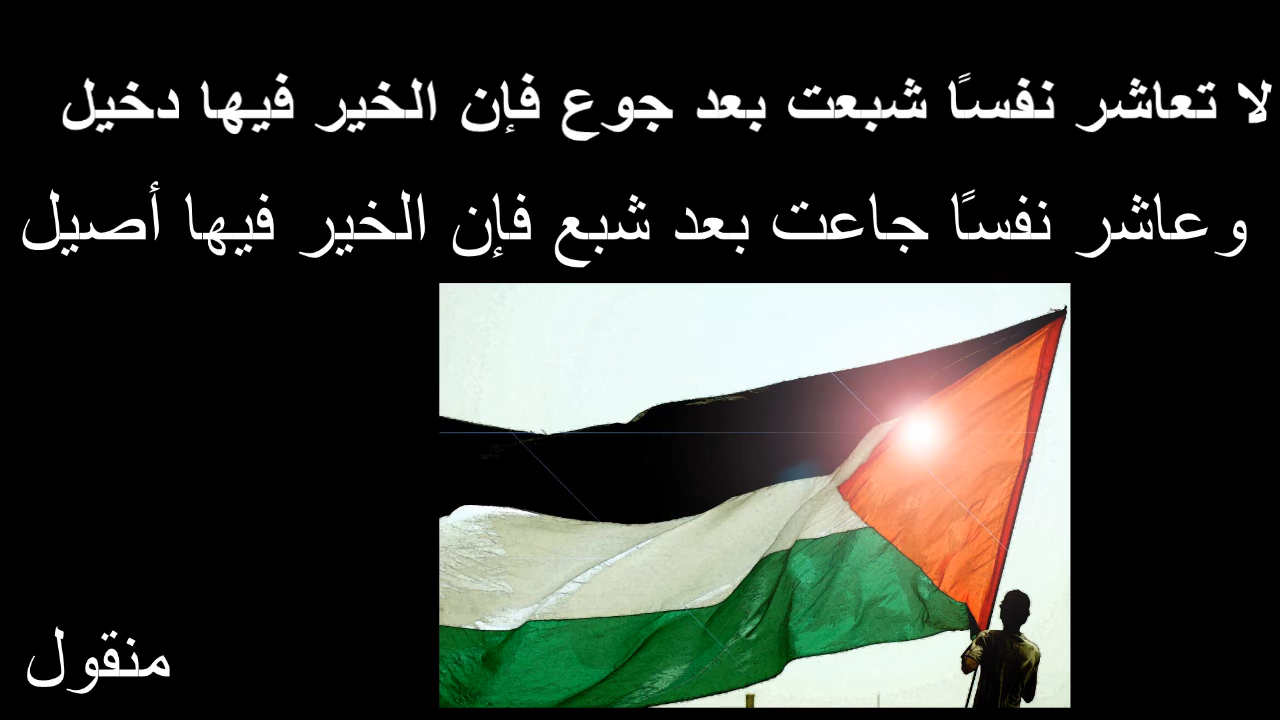 لا تعاشر نفسًا شبعت بعد جوع فإن الخير فيها دخيل
وعاشر نفسًا جاعت بعد شبع فإن الخير فيها أصيل
منقول